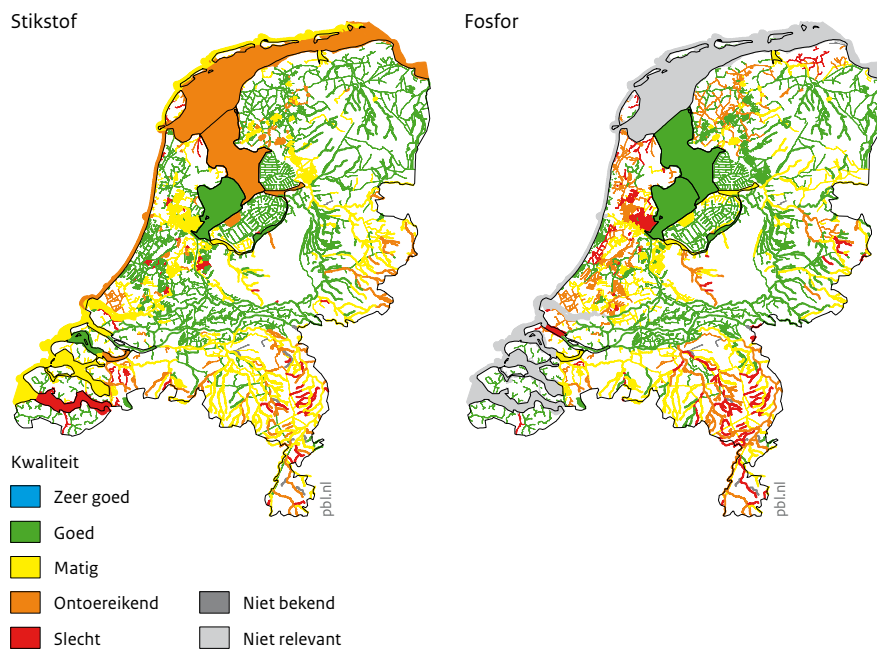 Stikstof
Fosfor
Kwaliteit
Zeer goed
Goed
Matig
Ontoereikend
Slecht
Niet bekend
Niet relevant
pbl.nl
pbl.nl